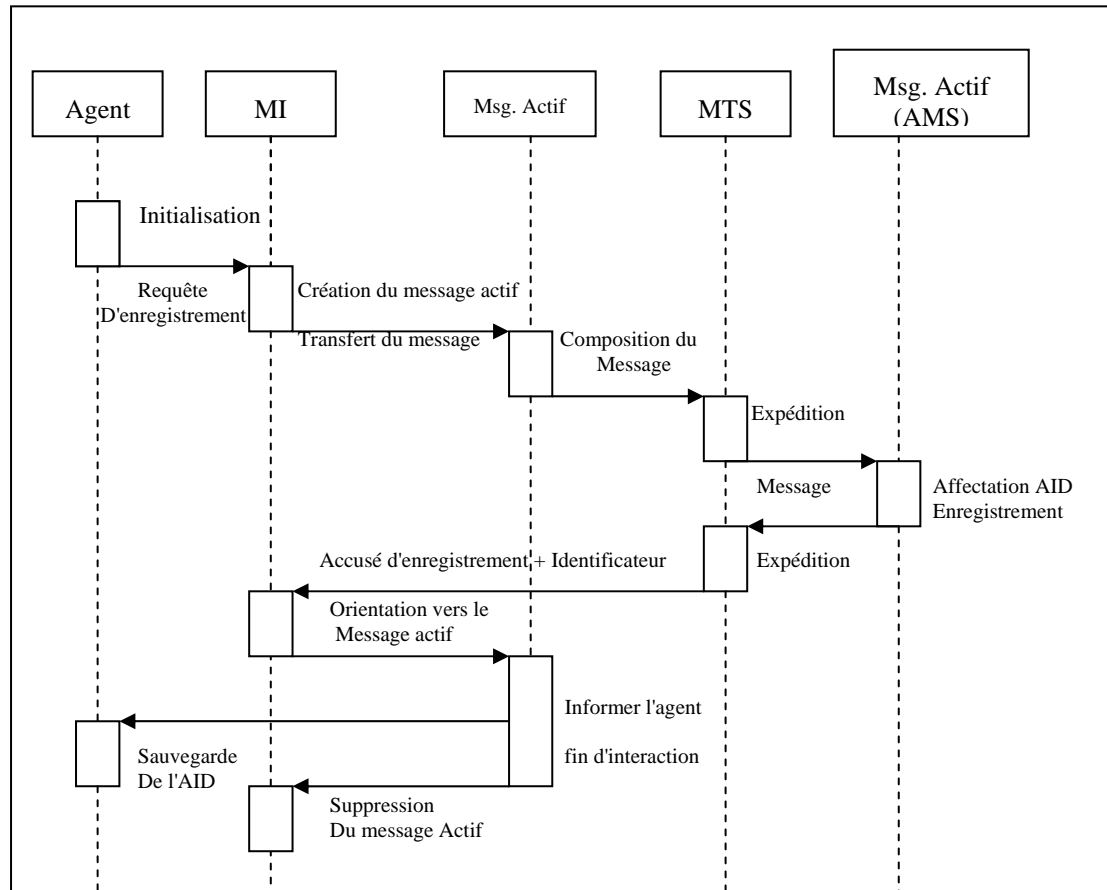 Agent
MI
Msg. Actif
MTS
Msg. Actif
(AMS)
Initialisation
Requête
D'enregistrement
Création du message actif
Transfert du message
Composition du
Message
Expédition
Message
Affectation AID
Enregistrement
Accusé d'enregistrement + Identificateur
Expédition
Orientation vers le
Message actif
Informer l'agent
Sauvegarde
De l'AID
fin d'interaction
Suppression
Du message Actif